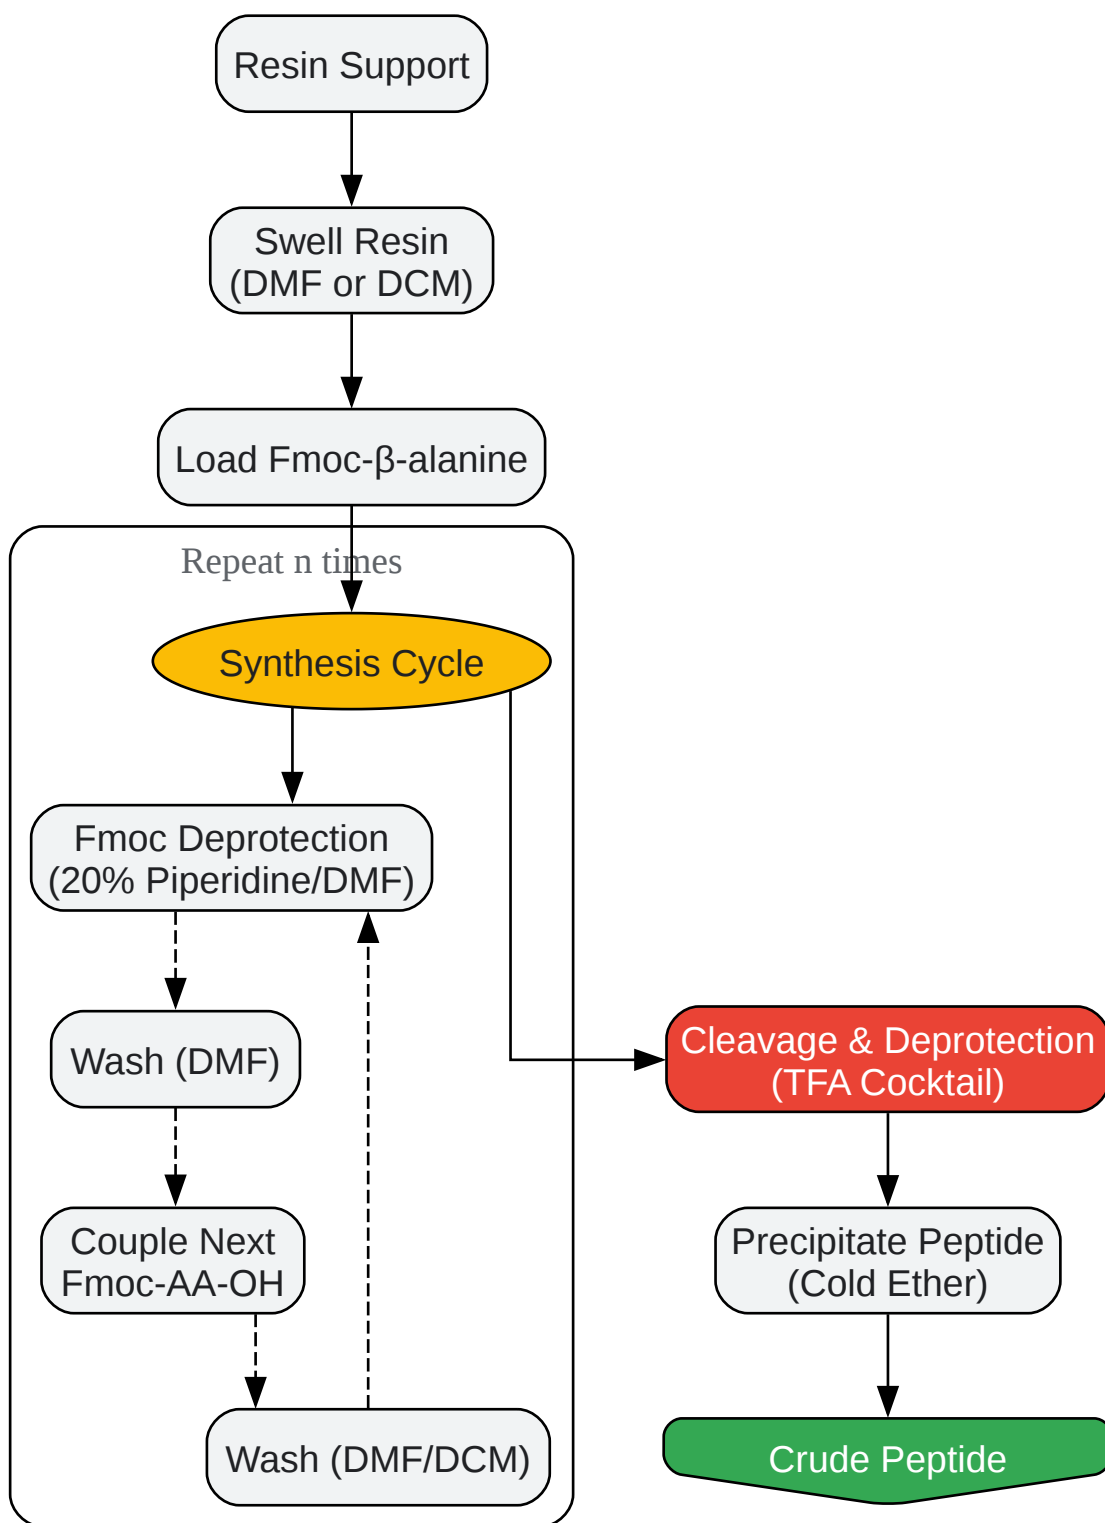 Resin Support
Swell Resin
(DMF or DCM)
Load Fmoc-β-alanine
Repeat n times
Synthesis Cycle
Fmoc Deprotection
(20% Piperidine/DMF)
Wash (DMF)
Couple Next
Fmoc-AA-OH
Wash (DMF/DCM)
Cleavage & Deprotection
(TFA Cocktail)
Precipitate Peptide
(Cold Ether)
Crude Peptide